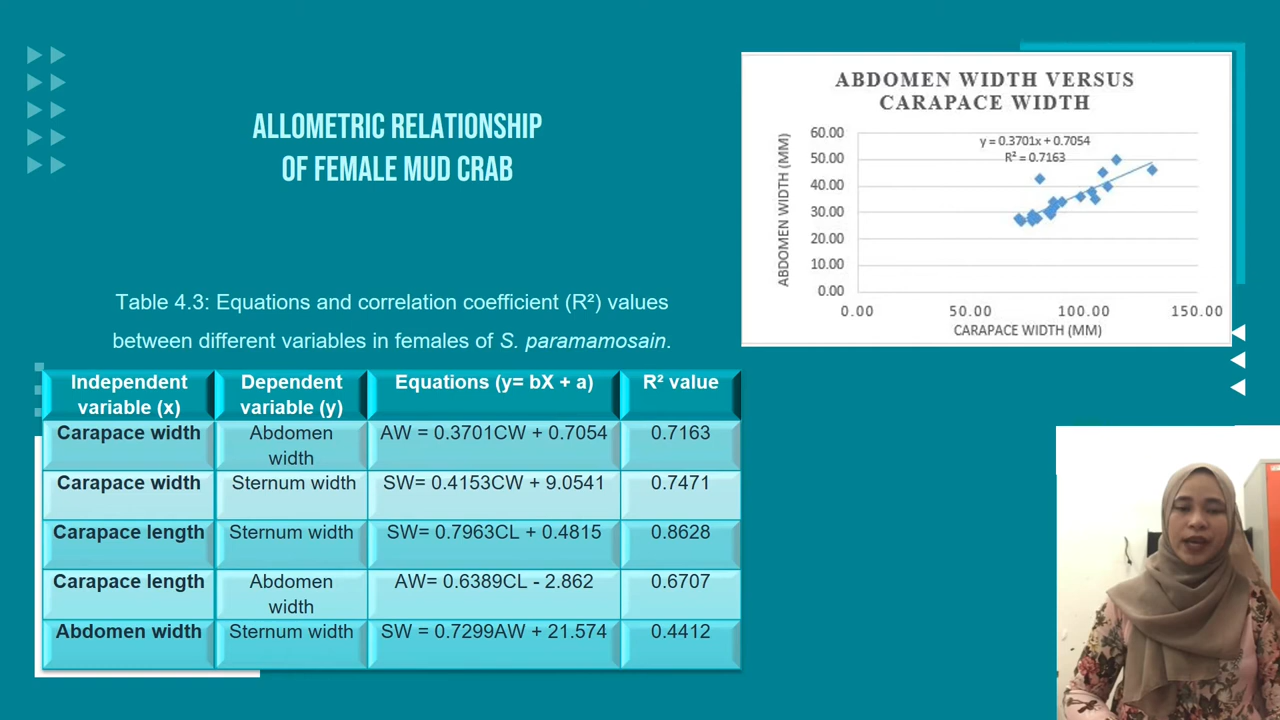 ALLOMETRIC RELATIONSHIP
OF FEMALE MUD CRAB
Table 4.3: Equations and correlation coefficient (R²) values
between different variables in females of S. paramamosain.
Independent variable (x) Dependent variable (y) Equations (y= bX + a) R² value
Carapace width Abdomen width AW = 0.3701CW + 0.7054 0.7163
Carapace width Sternum width SW= 0.4153CW + 9.0541 0.7471
Carapace length Sternum width SW= 0.7963CL + 0.4815 0.8628
Carapace length Abdomen width AW= 0.6389CL - 2.862 0.6707
Abdomen width Sternum width SW = 0.7299AW + 21.574 0.4412
ABDOMEN WIDTH VERSUS
CARAPACE WIDTH
ABDOMEN WIDTH (MM)
60.00
50.00
40.00
30.00
20.00
10.00
0.00
y = 0.3701x + 0.7054
R² = 0.7163
0.00 50.00 100.00 150.00
CARAPACE WIDTH (MM)